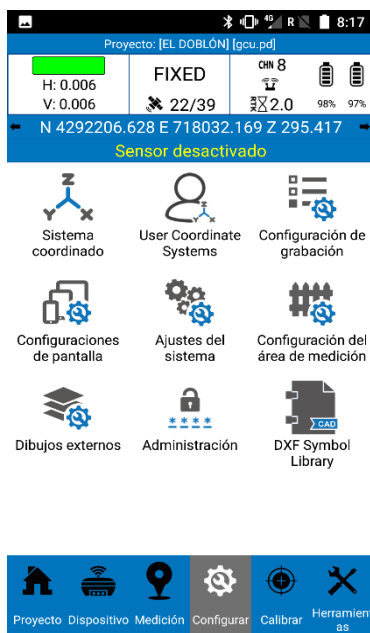 4G R 8:17
Proyecto: [EL DOBLÓN] [gcu.pd]
H: 0.006
V: 0.006
FIXED
22/39
CHN 8
RTK 2.0
98% 97%
N 4292206.628 E 718032.169 Z 295.417
Sensor desactivado
Z
Y X
Sistema
coordinado
Z
Y X
User Coordinate
Systems
Configuración de
grabación
Configuraciones
de pantalla
Ajustes del
sistema
Configuración del
área de medición
Dibujos externos
****
Administración
CAD
DXF Symbol
Library
Proyecto Dispositivo Medición Configurar Calibrar Herramient
as